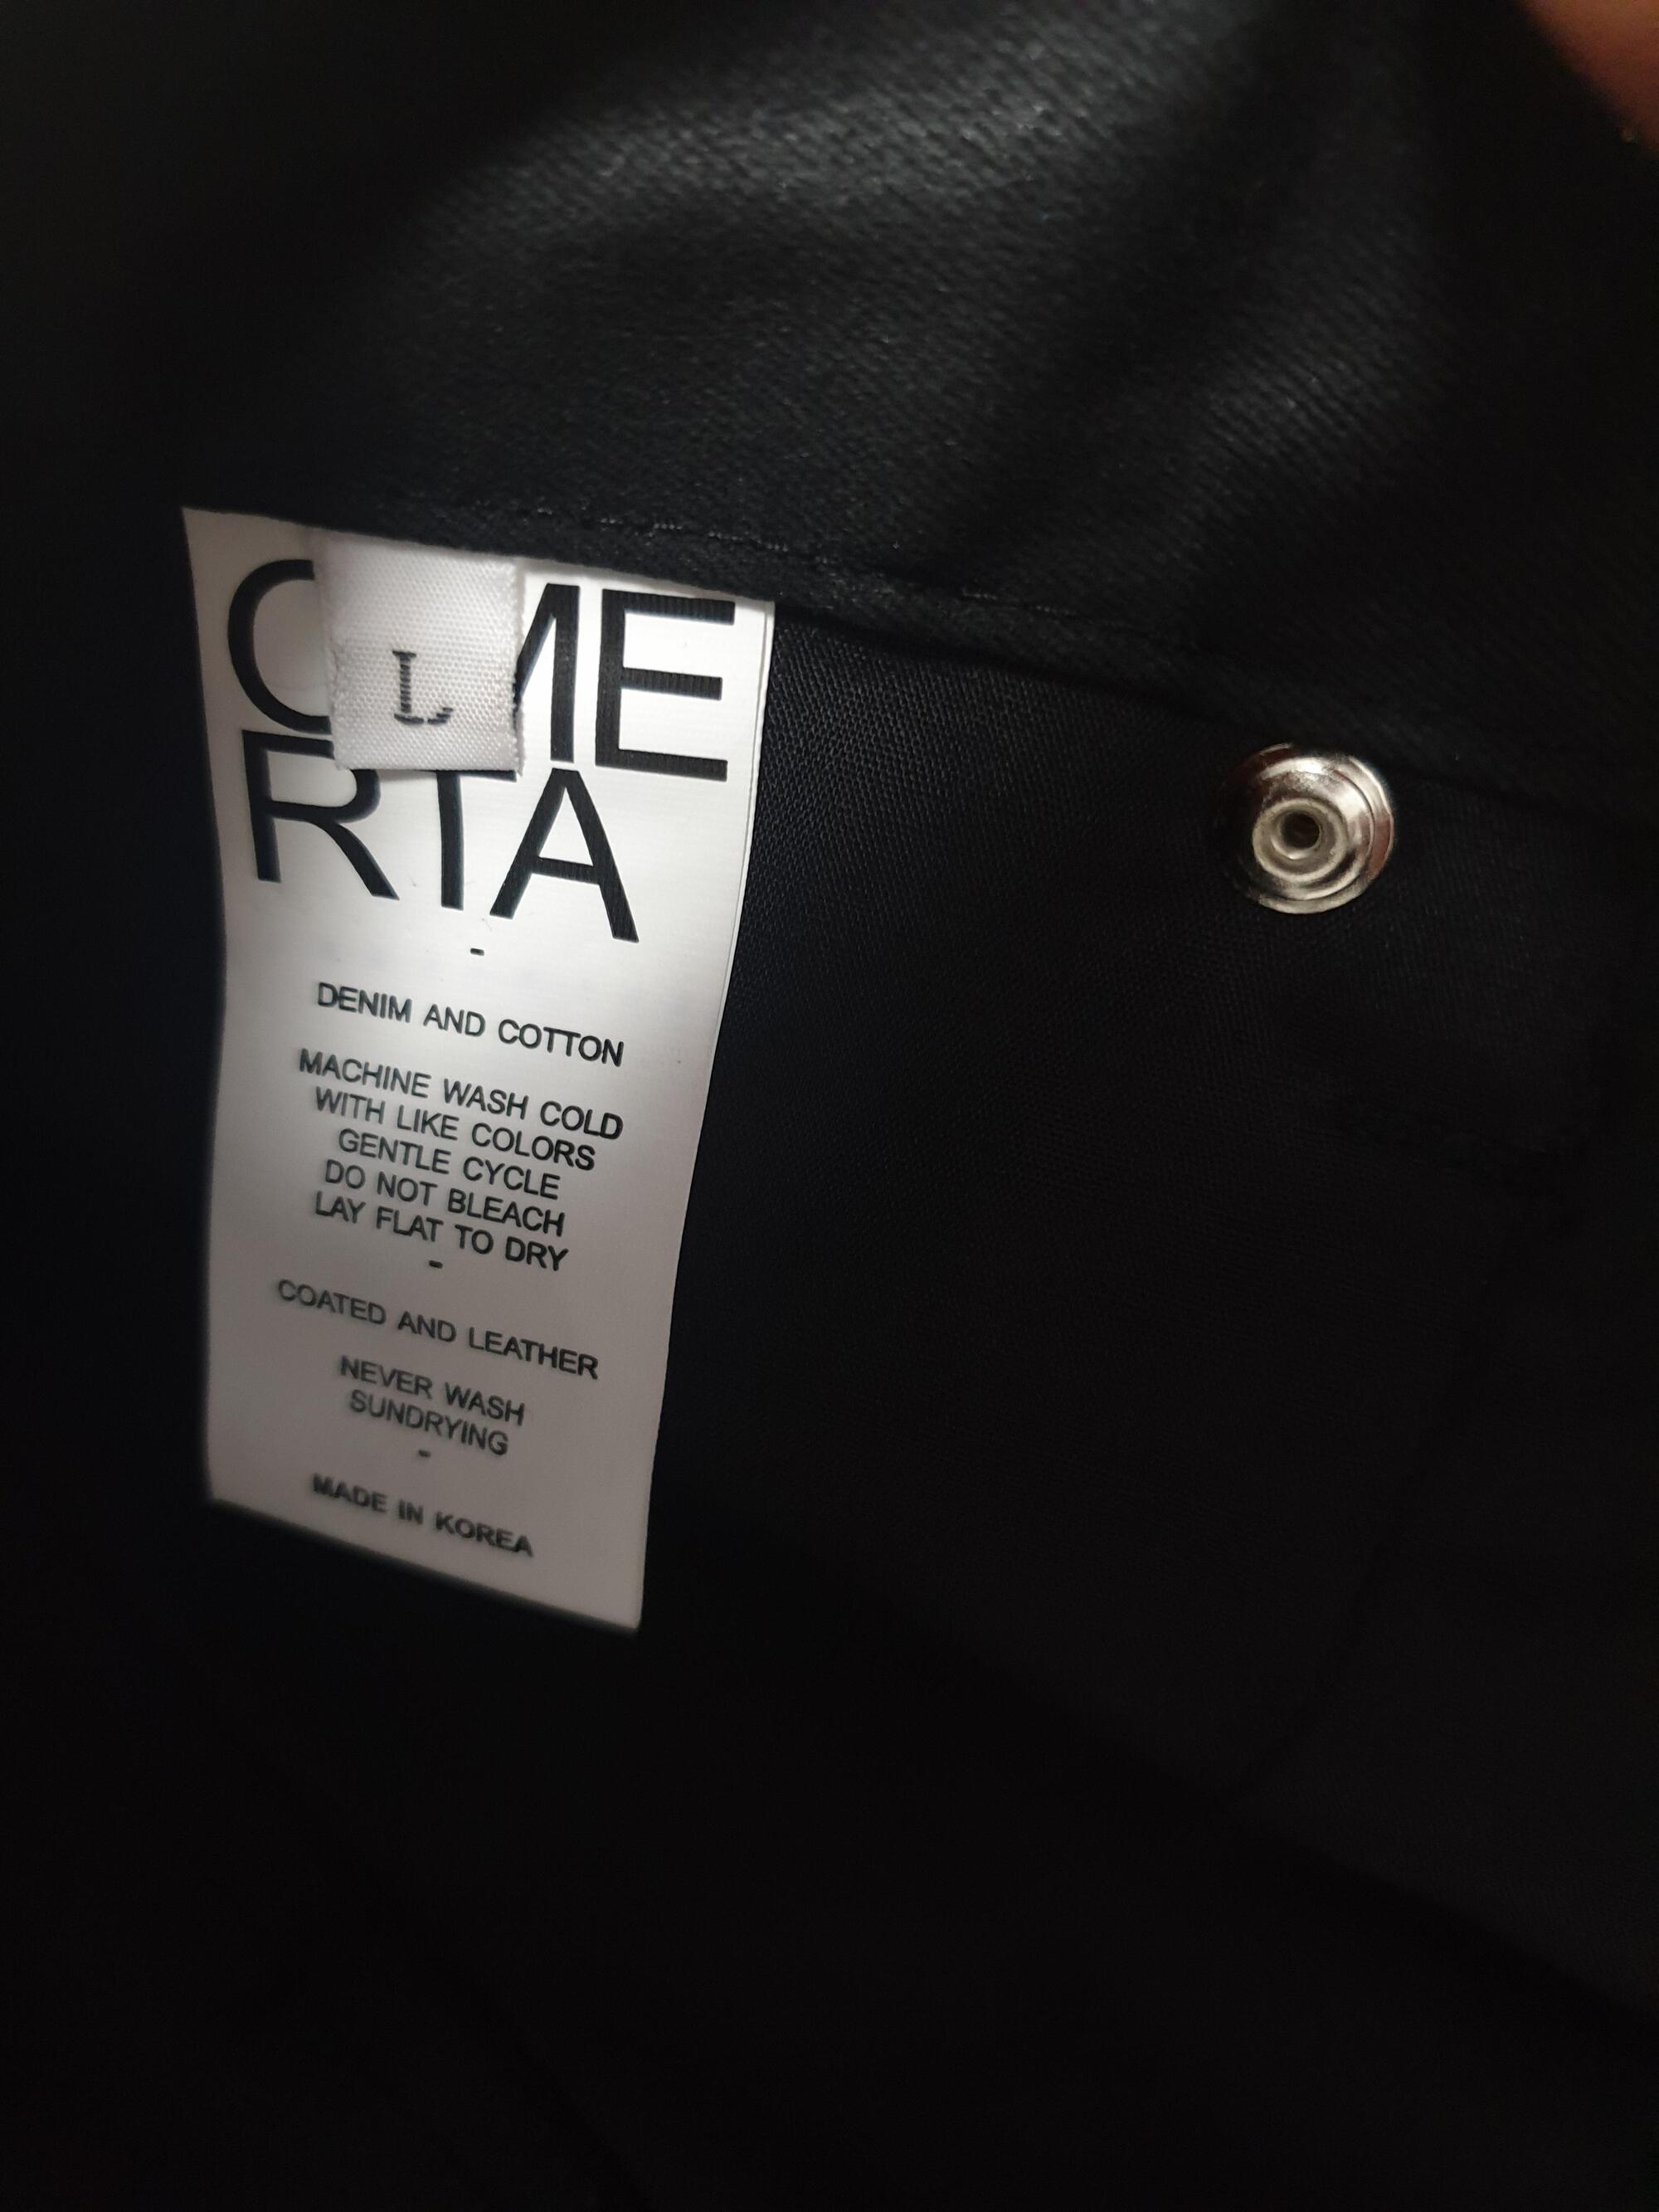 L
OME
RTA
-
DENIM AND COTTON
MACHINE WASH COLD
WITH LIKE COLORS
GENTLE CYCLE
DO NOT BLEACH
LAY FLAT TO DRY
-
COATED AND LEATHER
NEVER WASH
SUNDRYING
-
MADE IN KOREA